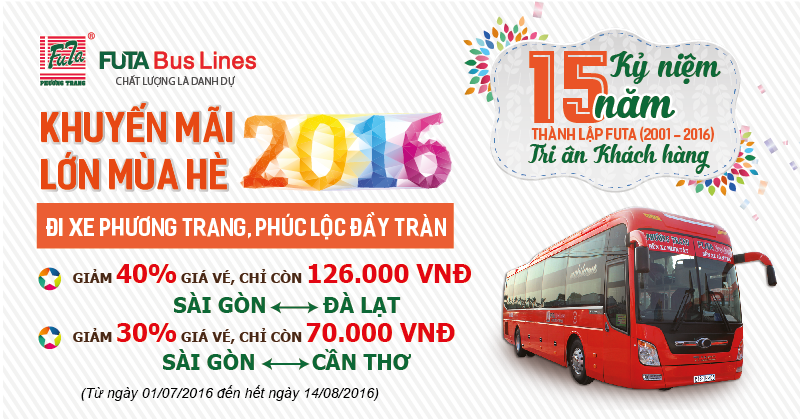 FuTa ®
PHƯƠNG TRANG
FUTA Bus Lines
CHẤT LƯỢNG LÀ DANH DỰ
KHUYẾN MÃI
LỚN MÙA HÈ
2016
15 Kỷ niệm
năm
THÀNH LẬP FUTA (2001 – 2016)
Tri ân Khách hàng
ĐI XE PHƯƠNG TRANG, PHÚC LỘC ĐẦY TRÀN
GIẢM 40% GIÁ VÉ, CHỈ CÒN 126.000 VNĐ
SÀI GÒN ⟷ ĐÀ LẠT
GIẢM 30% GIÁ VÉ, CHỈ CÒN 70.000 VNĐ
SÀI GÒN ⟷ CẦN THƠ
(Từ ngày 01/07/2016 đến hết ngày 14/08/2016)